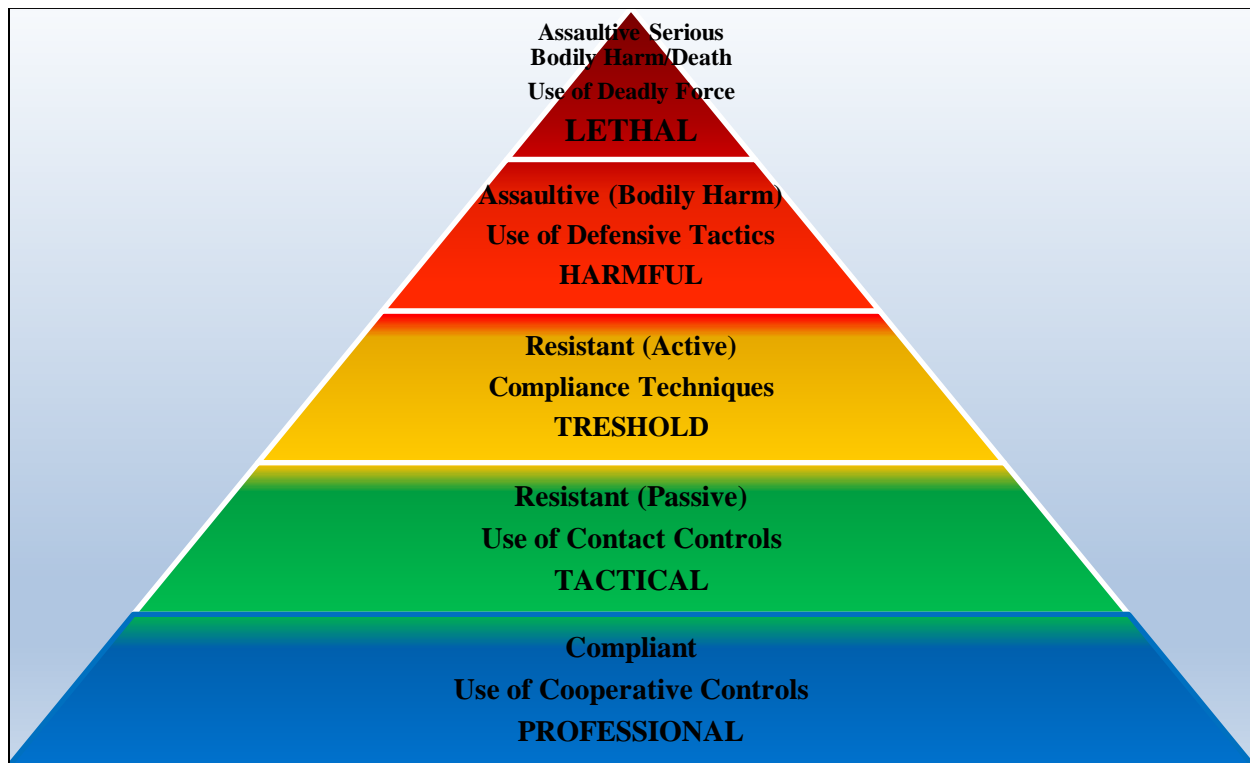 Assaultive Serious
Bodily Harm/Death
Use of Deadly Force
LETHAL
Assaultive (Bodily Harm)
Use of Defensive Tactics
HARMFUL
Resistant (Active)
Compliance Techniques
TRESHOLD
Resistant (Passive)
Use of Contact Controls
TACTICAL
Compliant
Use of Cooperative Controls
PROFESSIONAL